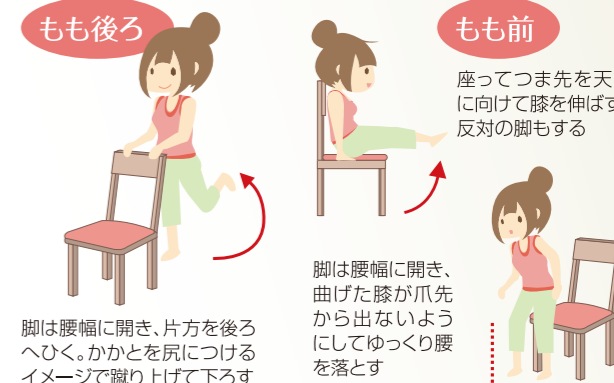 もも後ろ
脚は腰幅に開き、片方を後ろ
へひく。かかとを尻につける
イメージで蹴り上げて下ろす
もも前
座ってつま先を天
に向けて膝を伸ばす
反対の脚もする
脚は腰幅に開き、
曲げた膝が爪先
から出ないよう
にしてゆっくり腰
を落とす